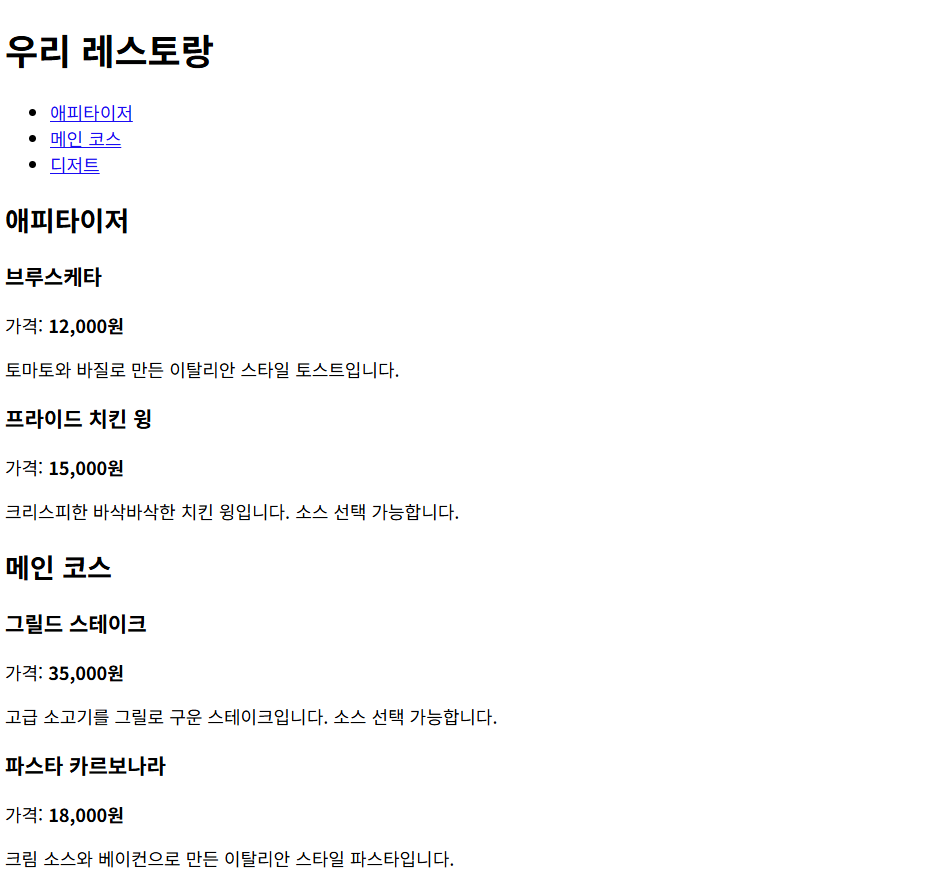 우리 레스토랑
애피타이저
메인 코스
디저트
애피타이저
브루스케타
가격: 12,000원
토마토와 바질로 만든 이탈리안 스타일 토스트입니다.
프라이드 치킨 윙
가격: 15,000원
크리스피한 바삭바삭한 치킨 윙입니다. 소스 선택 가능합니다.
메인 코스
그릴드 스테이크
가격: 35,000원
고급 소고기를 그릴로 구운 스테이크입니다. 소스 선택 가능합니다.
파스타 카르보나라
가격: 18,000원
크림 소스와 베이컨으로 만든 이탈리안 스타일 파스타입니다.